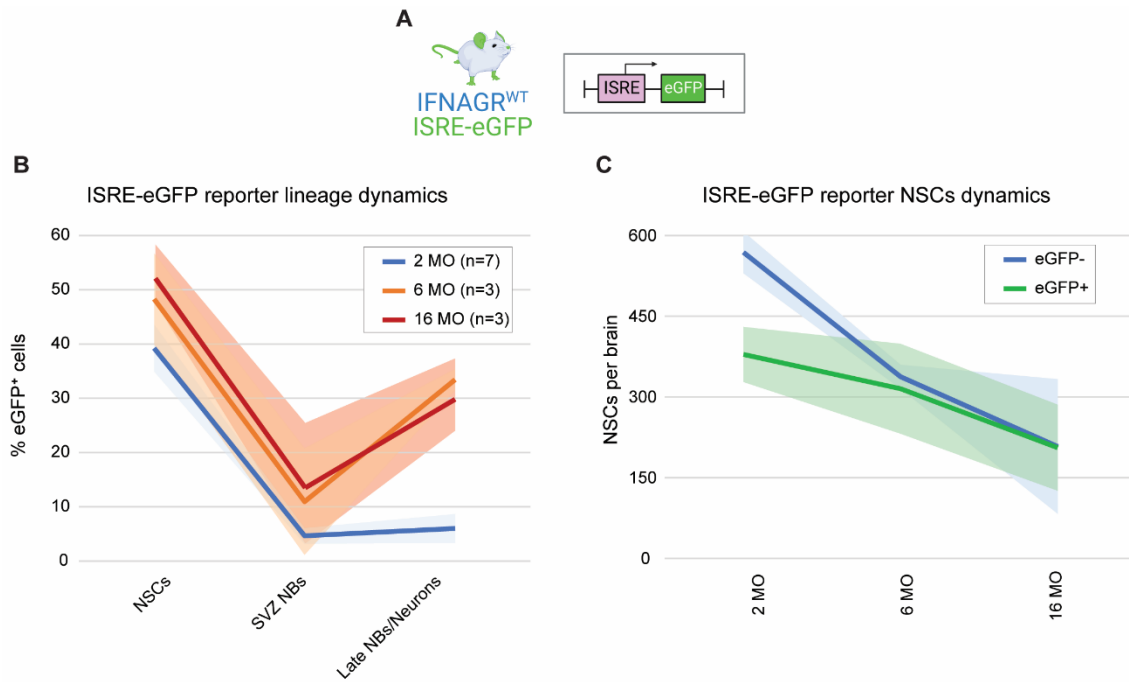 A
IFNAGRWT
ISRE-eGFP
ISRE
eGFP
B
ISRE-eGFP reporter lineage dynamics
% eGFP+ cells
60
50
40
30
20
10
0
2 MO (n=7)
6 MO (n=3)
16 MO (n=3)
NSCs
SVZ NBs
Late NBs/Neurons
C
ISRE-eGFP reporter NSCs dynamics
NSCs per brain
600
450
300
150
0
eGFP-
eGFP+
2 MO
6 MO
16 MO